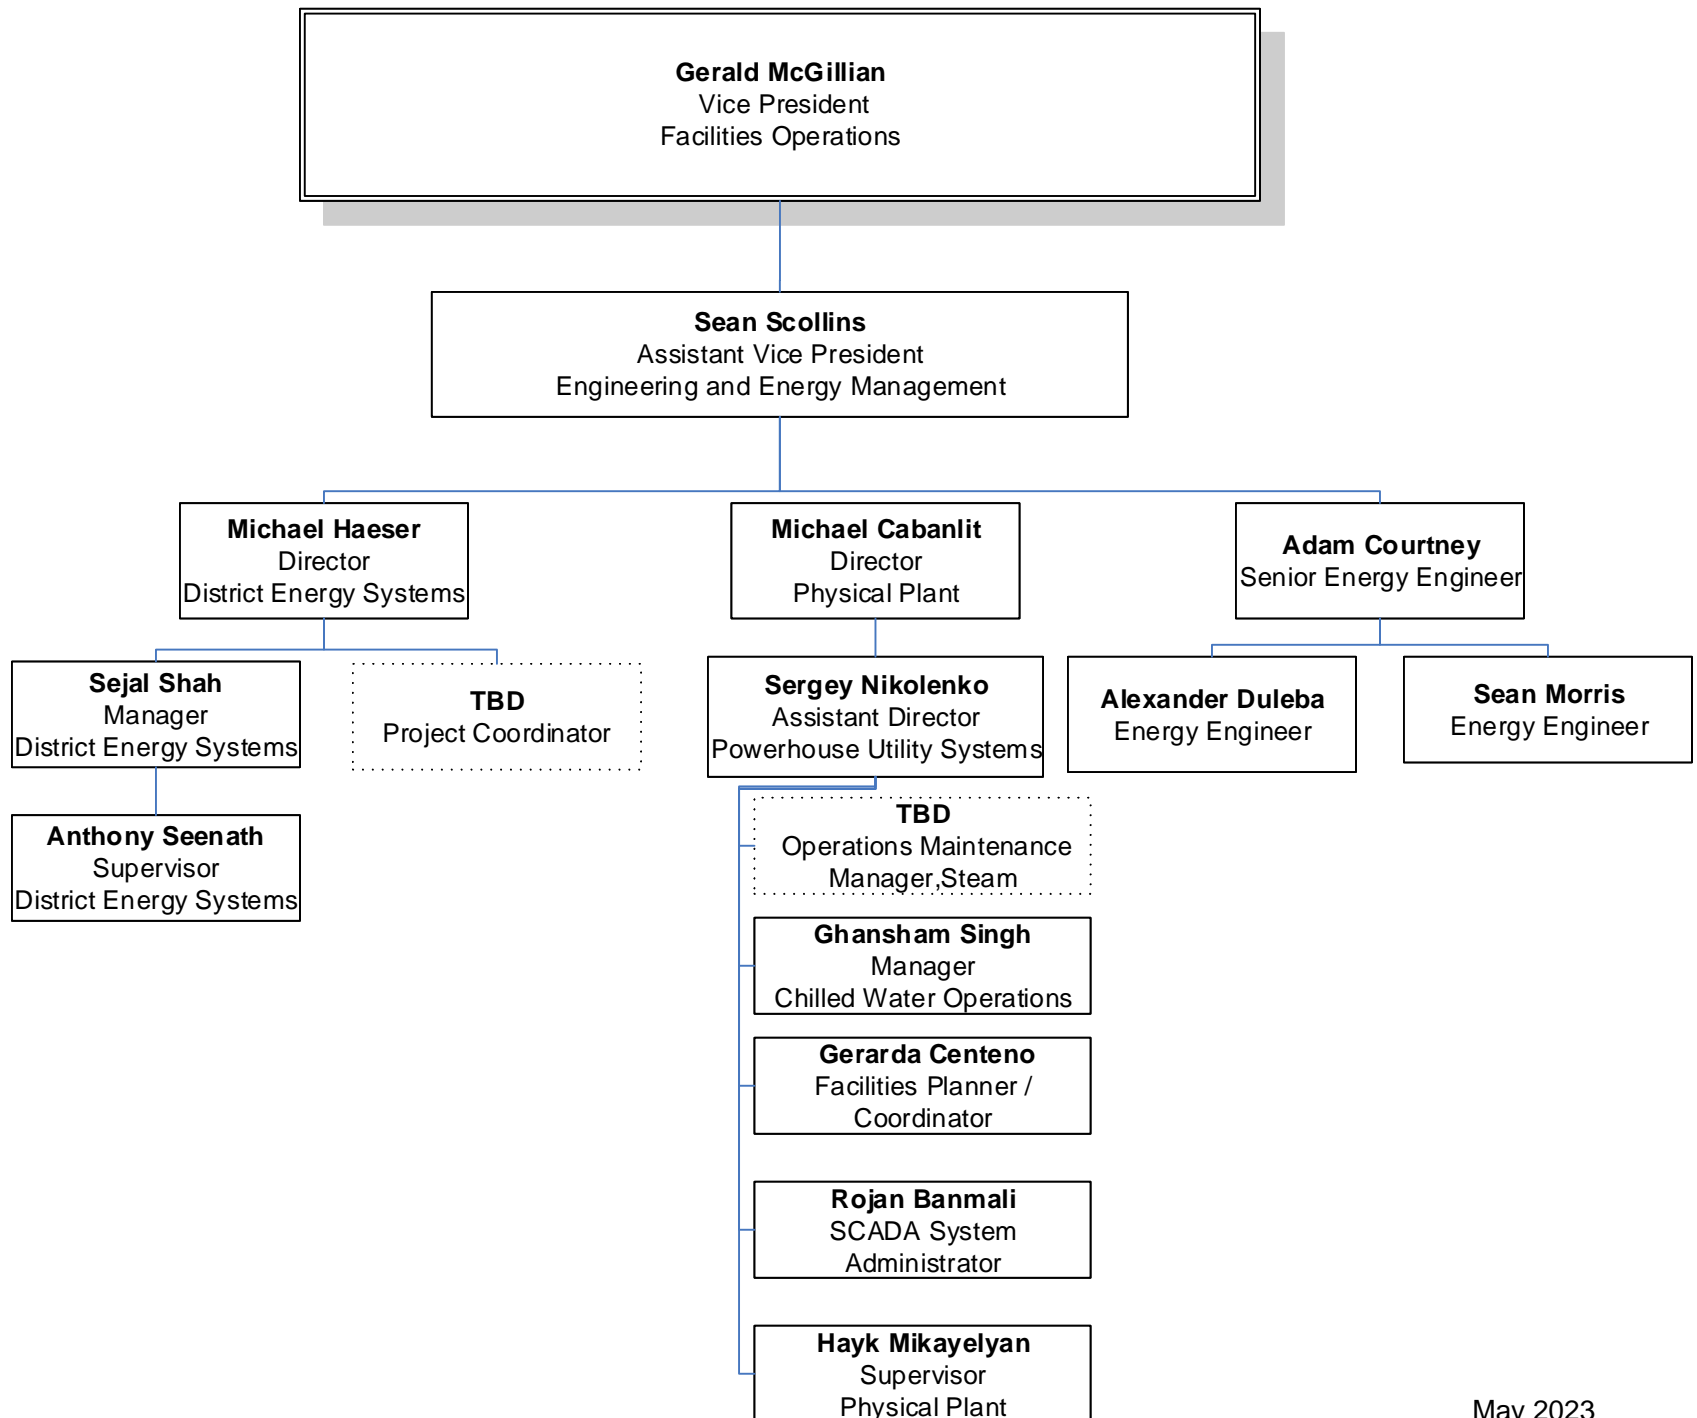 Gerald McGillian
Vice President
Facilities Operations
Sean Scollins
Assistant Vice President
Engineering and Energy Management
Michael Haeser
Director
District Energy Systems
Michael Cabanlit
Director
Physical Plant
Adam Courtney
Senior Energy Engineer
Sejal Shah
Manager
District Energy Systems
TBD
Project Coordinator
Sergey Nikolenko
Assistant Director
Powerhouse Utility Systems
Alexander Duleba
Energy Engineer
Sean Morris
Energy Engineer
Anthony Seenath
Supervisor
District Energy Systems
TBD
Operations Maintenance
Manager,Steam
Ghansham Singh
Manager
Chilled Water Operations
Gerarda Centeno
Facilities Planner /
Coordinator
Rojan Banmali
SCADA System
Administrator
Hayk Mikayelyan
Supervisor
Physical Plant
May 2023